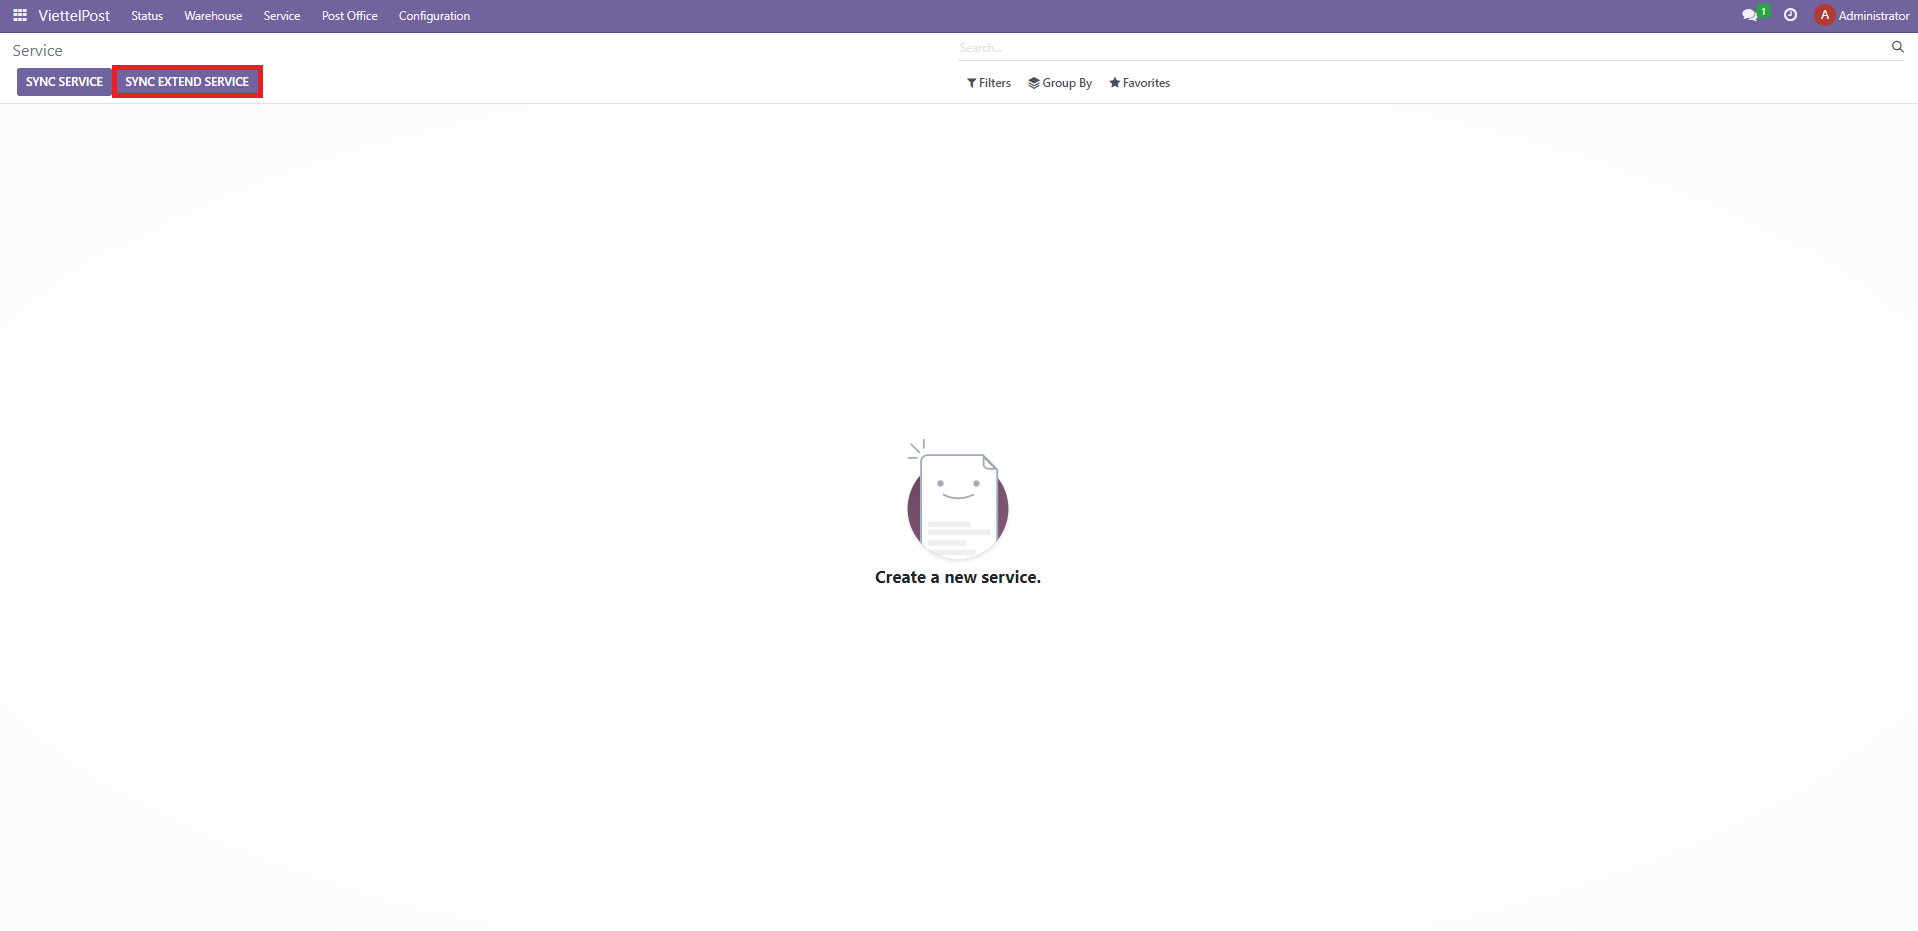 ViettelPost Status Warehouse Service Post Office Configuration 1 A Administrator
Service Search...
SYNC SERVICE SYNC EXTEND SERVICE Filters Group By Favorites
Create a new service.